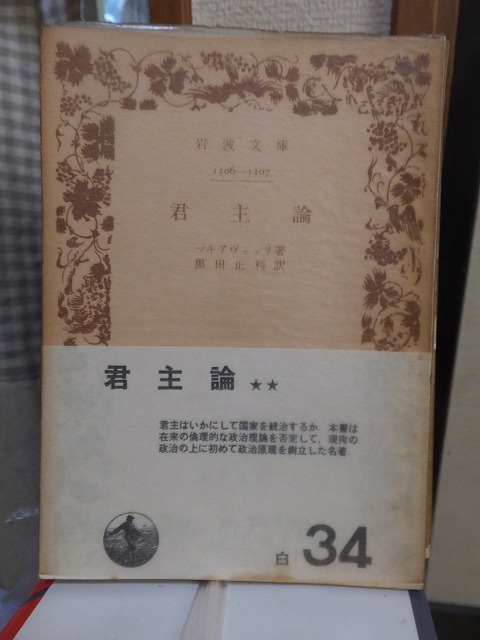 岩波文庫
1206—1207
君主論
マキアヴェリ著
黒田正利訳
君主論 ★★
君主はいかにして国家を統治するか 本書は
在来の倫理的な政治理論を否定して、現実の
政治の上に初めて政治原理を樹立した名著
白 34